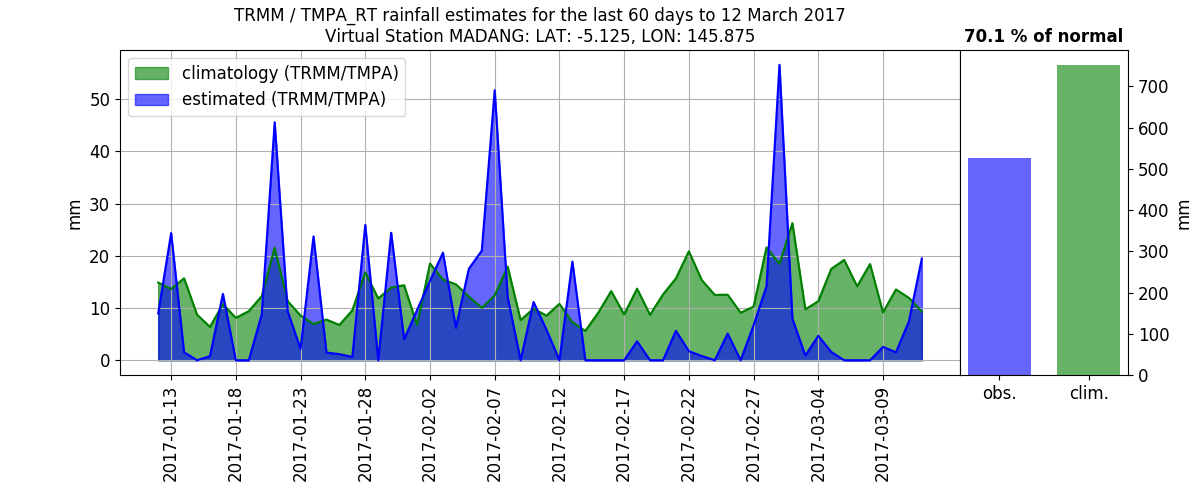 TRMM / TMPA_RT rainfall estimates for the last 60 days to 12 March 2017
Virtual Station MADANG: LAT: -5.125, LON: 145.875
70.1 % of normal
climatology (TRMM/TMPA)
estimated (TRMM/TMPA)
50
40
30
20
10
0
mm
2017-01-13
2017-01-18
2017-01-23
2017-01-28
2017-02-02
2017-02-07
2017-02-12
2017-02-17
2017-02-22
2017-02-27
2017-03-04
2017-03-09
700
600
500
400
300
200
100
0
mm
obs.
clim.